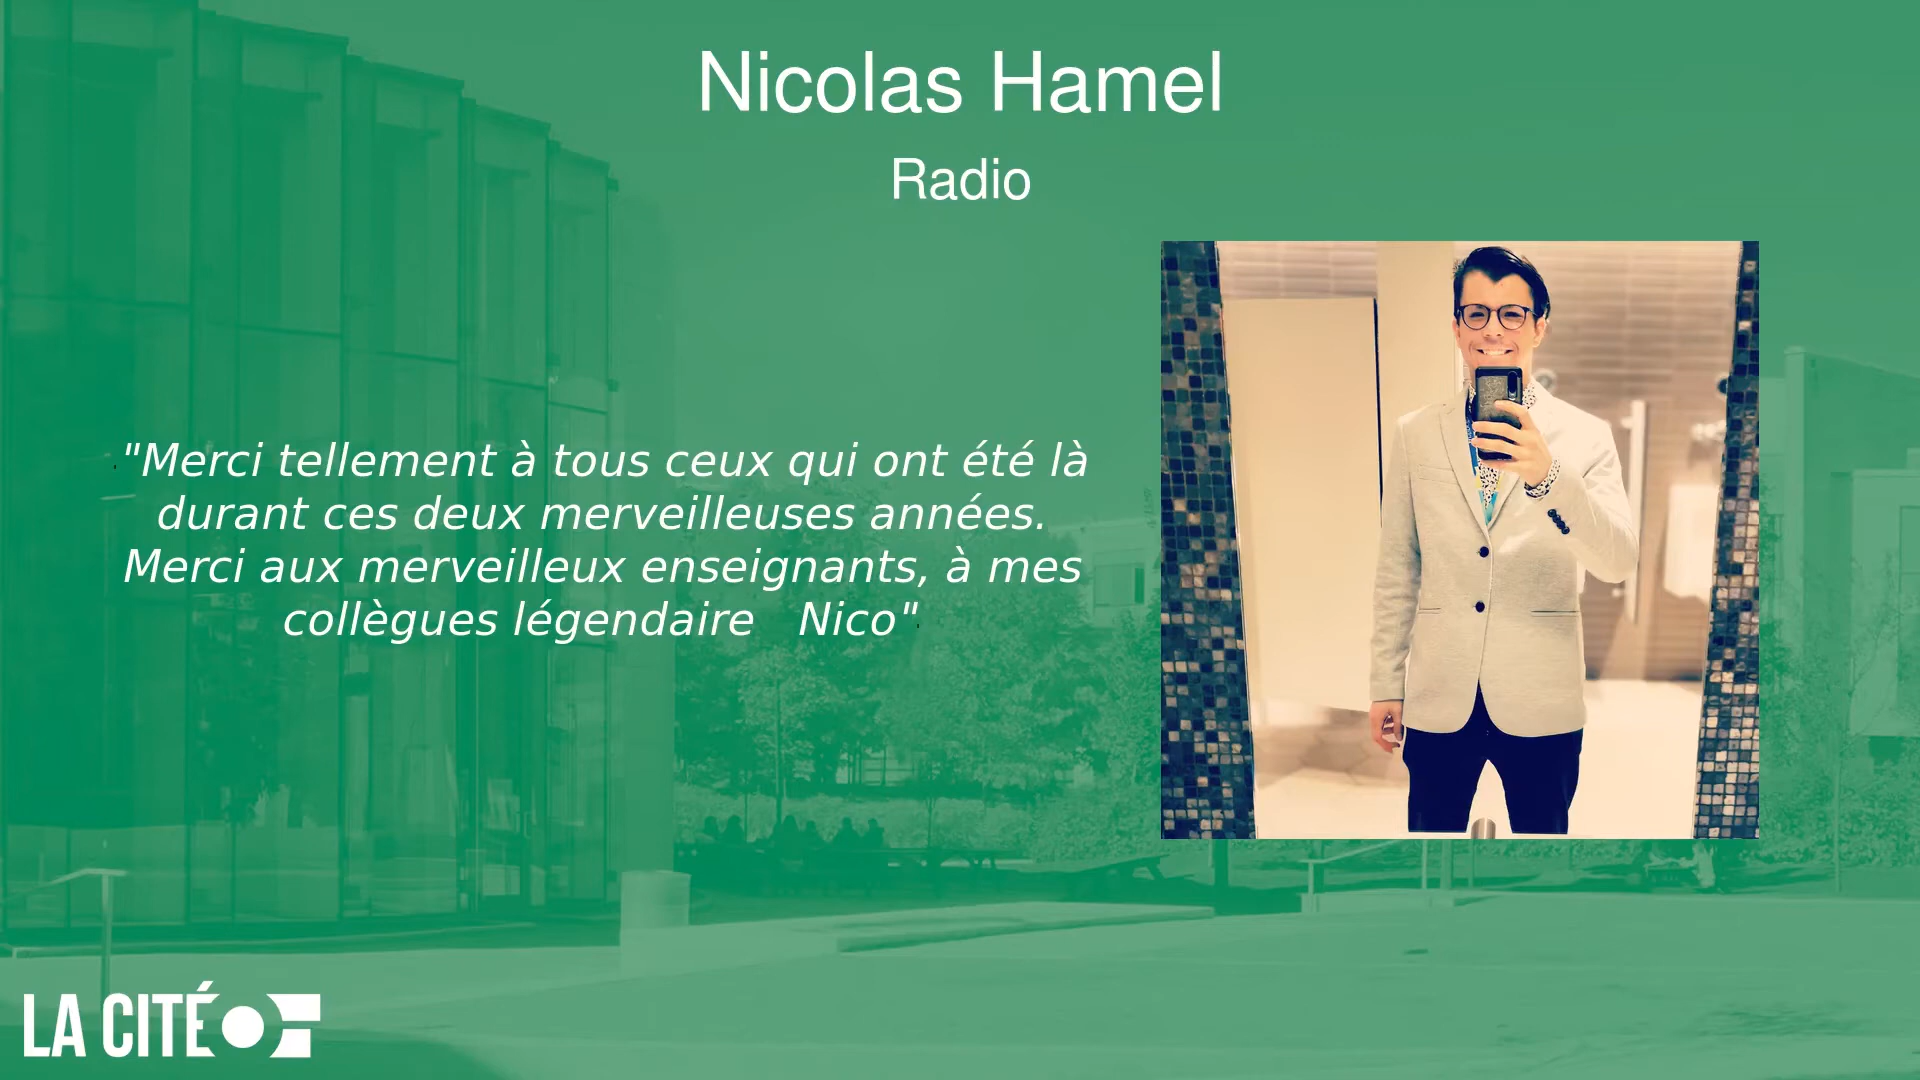 Nicolas Hamel
Radio
"Merci tellement à tous ceux qui ont été là
durant ces deux merveilleuses années.
Merci aux merveilleux enseignants, à mes
collègues légendaire   Nico"
LA CITÉ